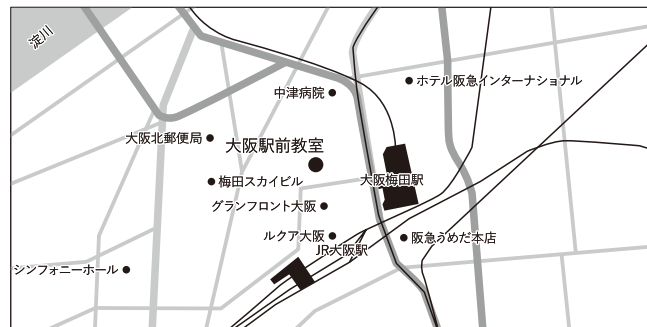 淀川
ホテル阪急インターナショナル
中津病院
大阪北郵便局
大阪駅前教室
梅田スカイビル
大阪梅田駅
グランフロント大阪
ルクア大阪
阪急うめだ本店
JR大阪駅
シンフォニーホール